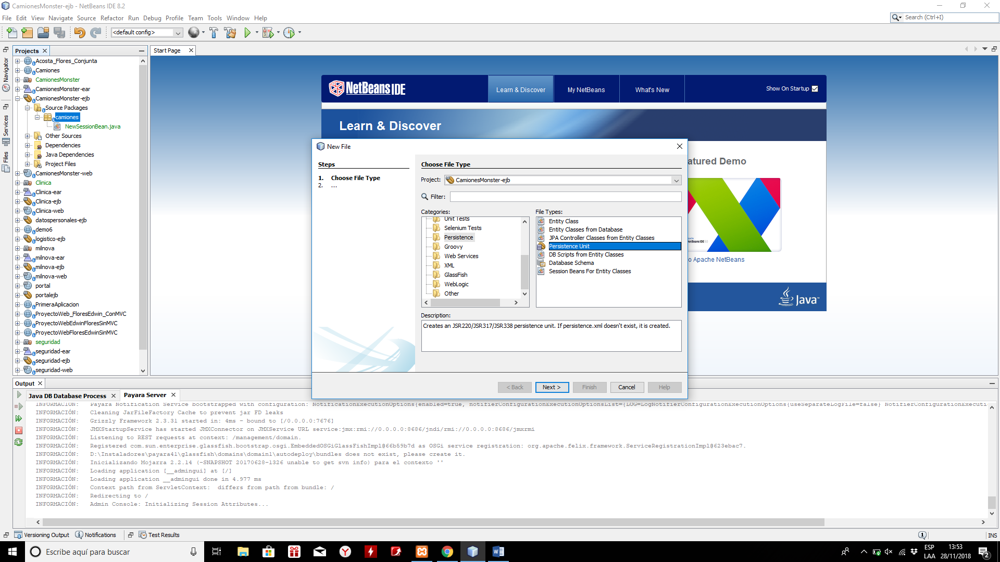 CamionesMonster-ejb - NetBeans IDE 8.2
File Edit View Navigate Source Refactor Run Debug Profile Team Tools Window Help
Search (Ctrl+I)
<default config>
Projects
Start Page
Navigator
Services
Files
Acosta_Flores_Conjunta
Camiones
CamionesMonster
CamionesMonster-ear
CamionesMonster-ejb
Source Packages
camiones
NewSessionBean.java
Other Sources
Dependencies
Java Dependencies
Project Files
CamionesMonster-web
Clinica
Clinica-ear
Clinica-ejb
Clinica-web
datospersonales-ejb
demo6
logistico-ejb
milnova
milnova-ear
milnova-ejb
milnova-web
portal
portalejb
PrimeraAplicacion
ProyectoWeb_FloresEdwin_ConMVC
ProyectoWebEdwinFloresSinMVC
ProyectoWebFloresEdwinSinMVC
seguridad
seguridad-ear
seguridad-ejb
seguridad-web
NetBeans IDE
Learn & Discover
My NetBeans
What's New
Show On Startup
Learn & Discover
atured Demo
o Apache NetBeans
Java
New File
Steps
1. Choose File Type
2. ...
Choose File Type
Project: CamionesMonster-ejb
Filter:
Categories:
Unit Tests
Selenium Tests
Persistence
Groovy
Web Services
XML
GlassFish
WebLogic
Other
File Types:
Entity Class
Entity Classes from Database
JPA Controller Classes from Entity Classes
Persistence Unit
DB Scripts from Entity Classes
Database Schema
Session Beans For Entity Classes
Description:
Creates an JSR220/JSR317/JSR338 persistence unit. If persistence.xml doesn't exist, it is created.
< Back Next > Finish Cancel Help
Output
Java DB Database Process
Payara Server
INFORMACIÓN: Payara Notification Service bootstrapped with configuration: NotificationExecutionOptions{enabled=true, notifierConfigurationExecutionOptionsList={LOG=LogNotifierConfigurationExecutionOptions{useSeparateLogFile=false} NotifierConfigurationExecuti
INFORMACIÓN: Cleaning JarFileFactory Cache to prevent jar FD leaks
INFORMACIÓN: Grizzly Framework 2.3.31 started in: 4ms - bound to [/0.0.0.0:7676]
INFORMACIÓN: JMXStartupService has started JMXConnector on JMXService URL service:jmx:rmi://0.0.0.0:8686/jndi/rmi://0.0.0.0:8686/jmxrmi
INFORMACIÓN: Listening to REST requests at context: /management/domain.
INFORMACIÓN: Registered com.sun.enterprise.glassfish.bootstrap.osgi.EmbeddedOSGiGlassFishImpl@66b59b7d as OSGi service registration: org.apache.felix.framework.ServiceRegistrationImpl@623ebac7.
INFORMACIÓN: D:\Instaladores\payara41\glassfish\domains\domain1\autodeploy\bundles does not exist, please create it.
INFORMACIÓN: Inicializando Mojarra 2.2.14 (-SNAPSHOT 20170628-1326 unable to get svn info) para el contexto ''
INFORMACIÓN: Loading application [__admingui] at [/]
INFORMACIÓN: Loading application __admingui done in 4.977 ms
INFORMACIÓN: Context path from ServletContext: differs from path from bundle: /
INFORMACIÓN: Redirecting to /
INFORMACIÓN: Admin Console: Initializing Session Attributes...
Versioning Output
Notifications
Test Results
1
INS
Escribe aquí para buscar
ESP
LAA
13:53
28/11/2018
2